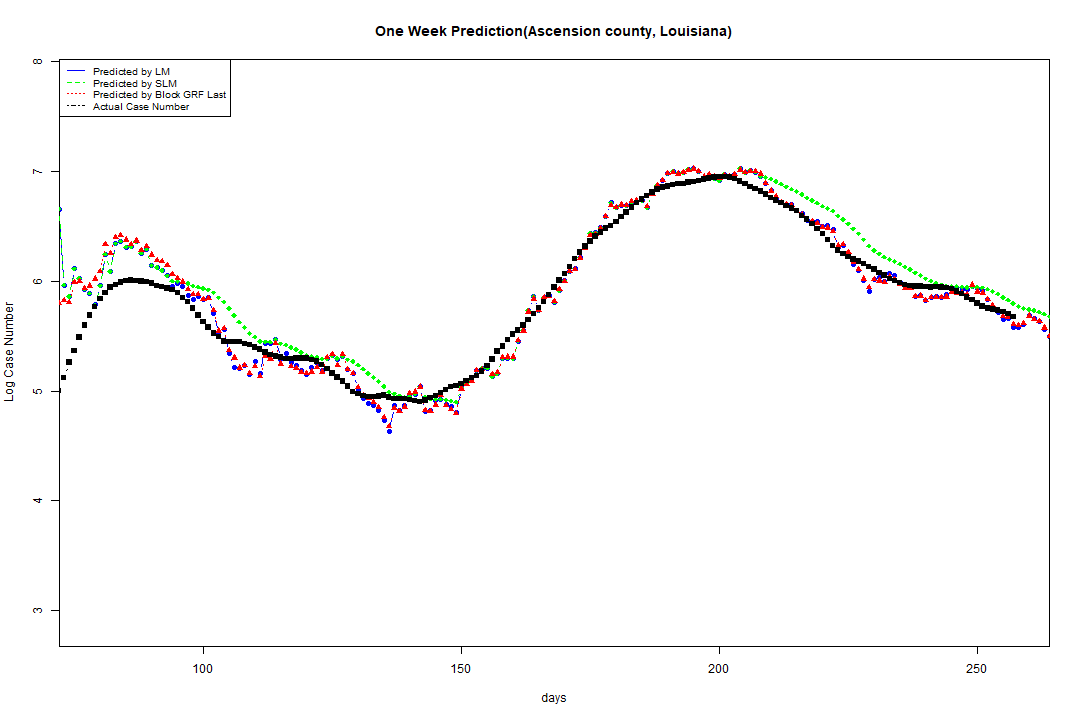 One Week Prediction(Ascension county, Louisiana)
Predicted by LM
Predicted by SLM
Predicted by Block GRF Last
Actual Case Number
8
7
6
5
4
3
Log Case Number
100 150 200 250
days